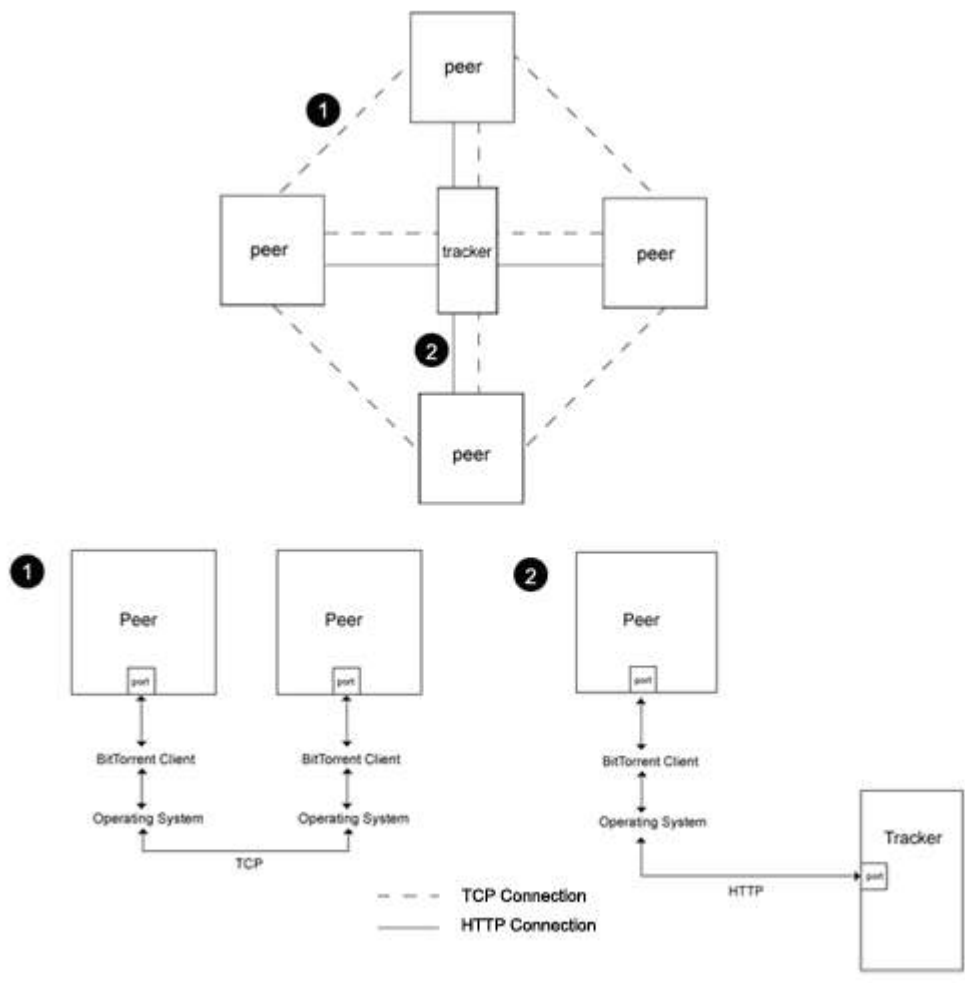 peer
1
peer
tracker
peer
2
peer
1
Peer
port
BitTorrent Client
Operating System
Peer
port
BitTorrent Client
Operating System
TCP
2
Peer
port
BitTorrent Client
Operating System
HTTP
Tracker
port
TCP Connection
HTTP Connection